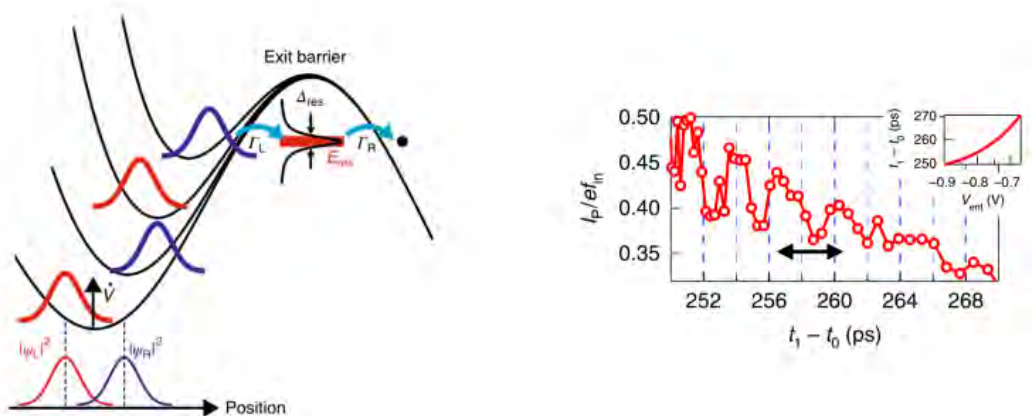 Exit barrier
Δres
ΓL
ΓR
Eres
V̇
|ψL|²
|ψR|²
Position
IP/efin
0.50
0.45
0.40
0.35
252
256
260
264
268
t1 − t0 (ps)
t1 − t0 (ps)
270
260
250
−0.9
−0.8
−0.7
Vent (V)